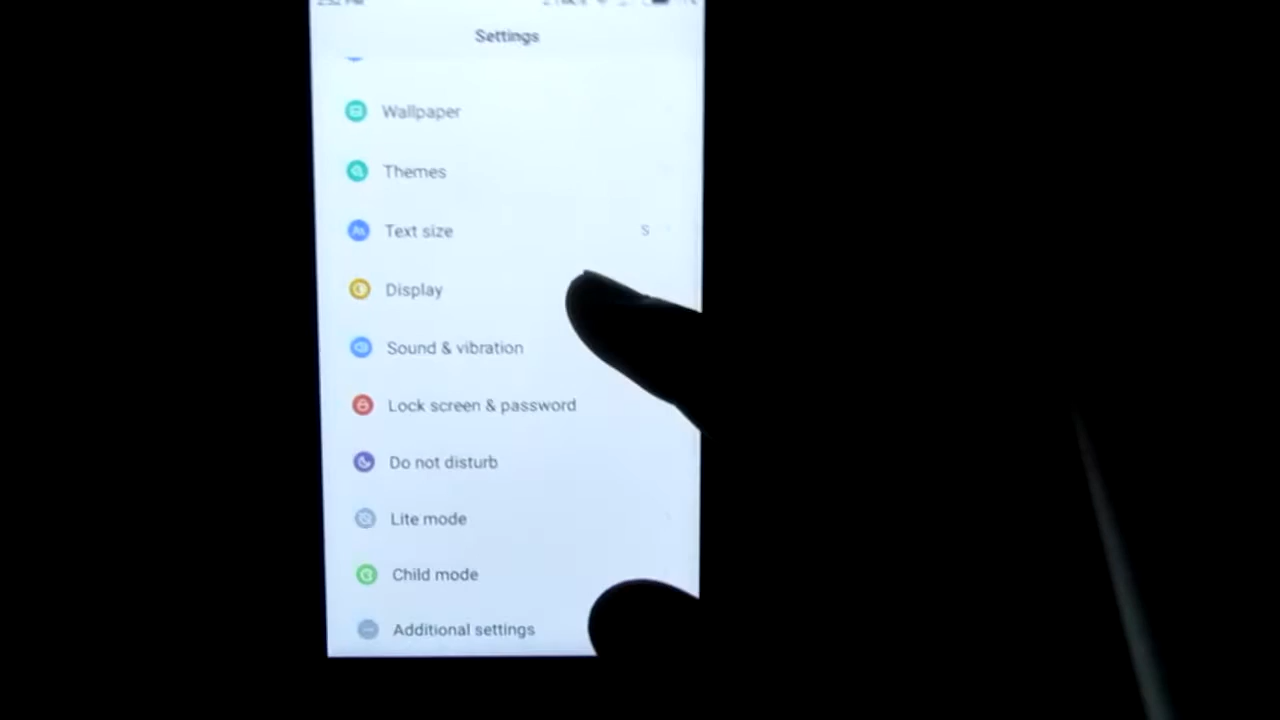 Settings
Wallpaper
Themes
Text size S
Display
Sound & vibration
Lock screen & password
Do not disturb
Lite mode
Child mode
Additional settings